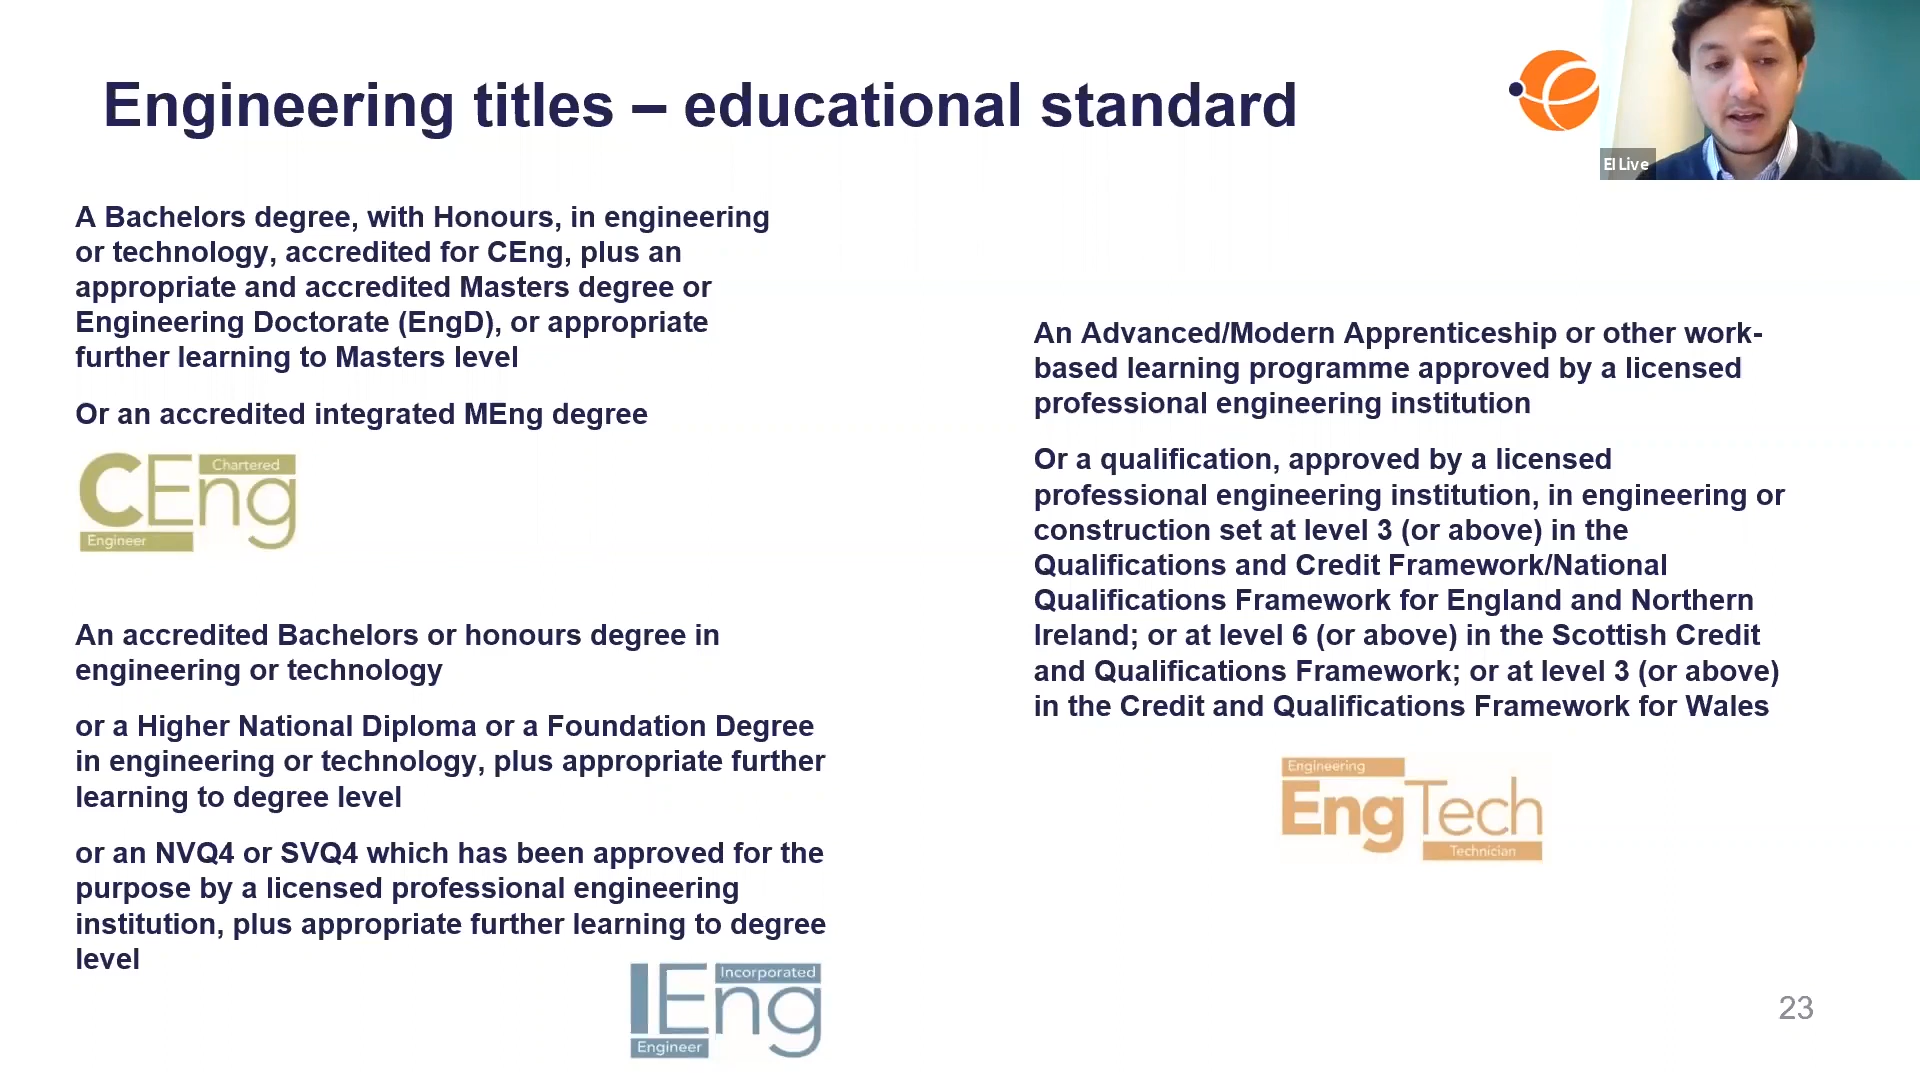 Engineering titles – educational standard
EI Live
A Bachelors degree, with Honours, in engineering
or technology, accredited for CEng, plus an
appropriate and accredited Masters degree or
Engineering Doctorate (EngD), or appropriate
further learning to Masters level
Or an accredited integrated MEng degree
Chartered
CEng
Engineer
An accredited Bachelors or honours degree in
engineering or technology
or a Higher National Diploma or a Foundation Degree
in engineering or technology, plus appropriate further
learning to degree level
or an NVQ4 or SVQ4 which has been approved for the
purpose by a licensed professional engineering
institution, plus appropriate further learning to degree
level
Incorporated
IEng
Engineer
An Advanced/Modern Apprenticeship or other work-
based learning programme approved by a licensed
professional engineering institution
Or a qualification, approved by a licensed
professional engineering institution, in engineering or
construction set at level 3 (or above) in the
Qualifications and Credit Framework/National
Qualifications Framework for England and Northern
Ireland; or at level 6 (or above) in the Scottish Credit
and Qualifications Framework; or at level 3 (or above)
in the Credit and Qualifications Framework for Wales
Engineering
EngTech
Technician
23